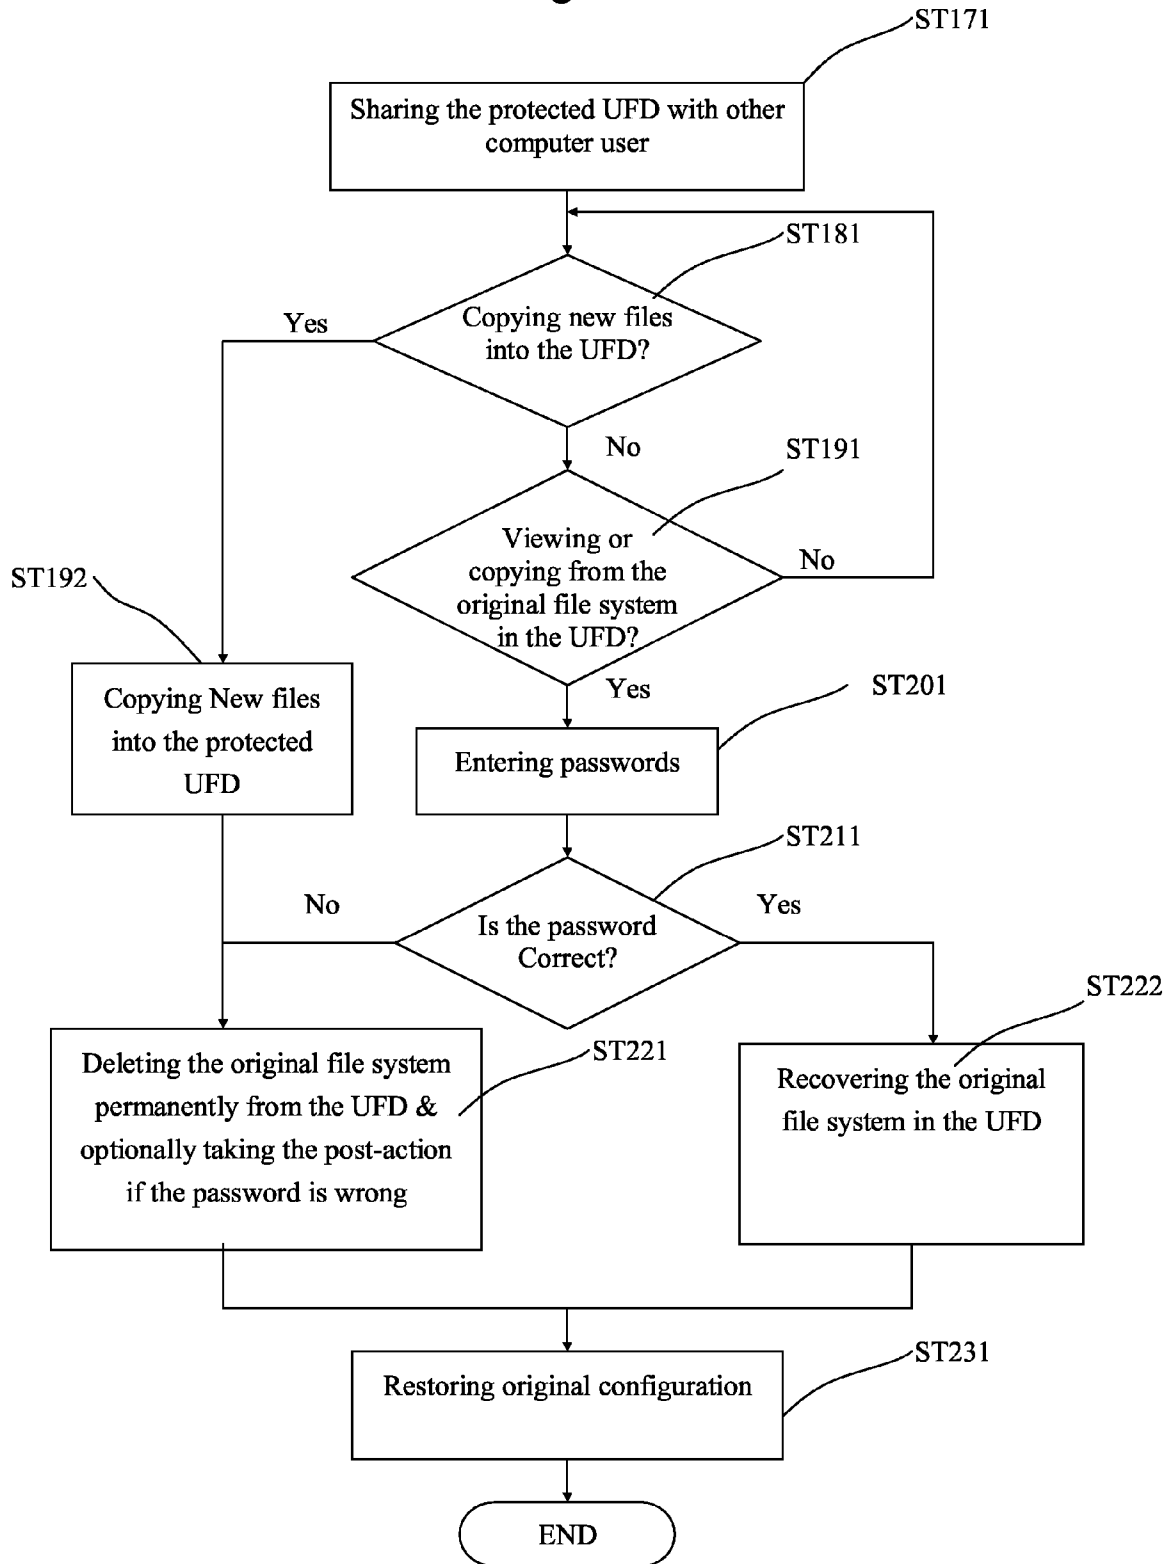 ST171
Sharing the protected UFD with other
computer user
ST181
Yes
Copying new files
into the UFD?
No
ST191
Viewing or
copying from the
original file system
in the UFD?
No
ST192
Yes
ST201
Copying New files
into the protected
UFD
Entering passwords
ST211
No
Yes
Is the password
Correct?
ST222
ST221
Deleting the original file system
permanently from the UFD &
optionally taking the post-action
if the password is wrong
Recovering the original
file system in the UFD
ST231
Restoring original configuration
END